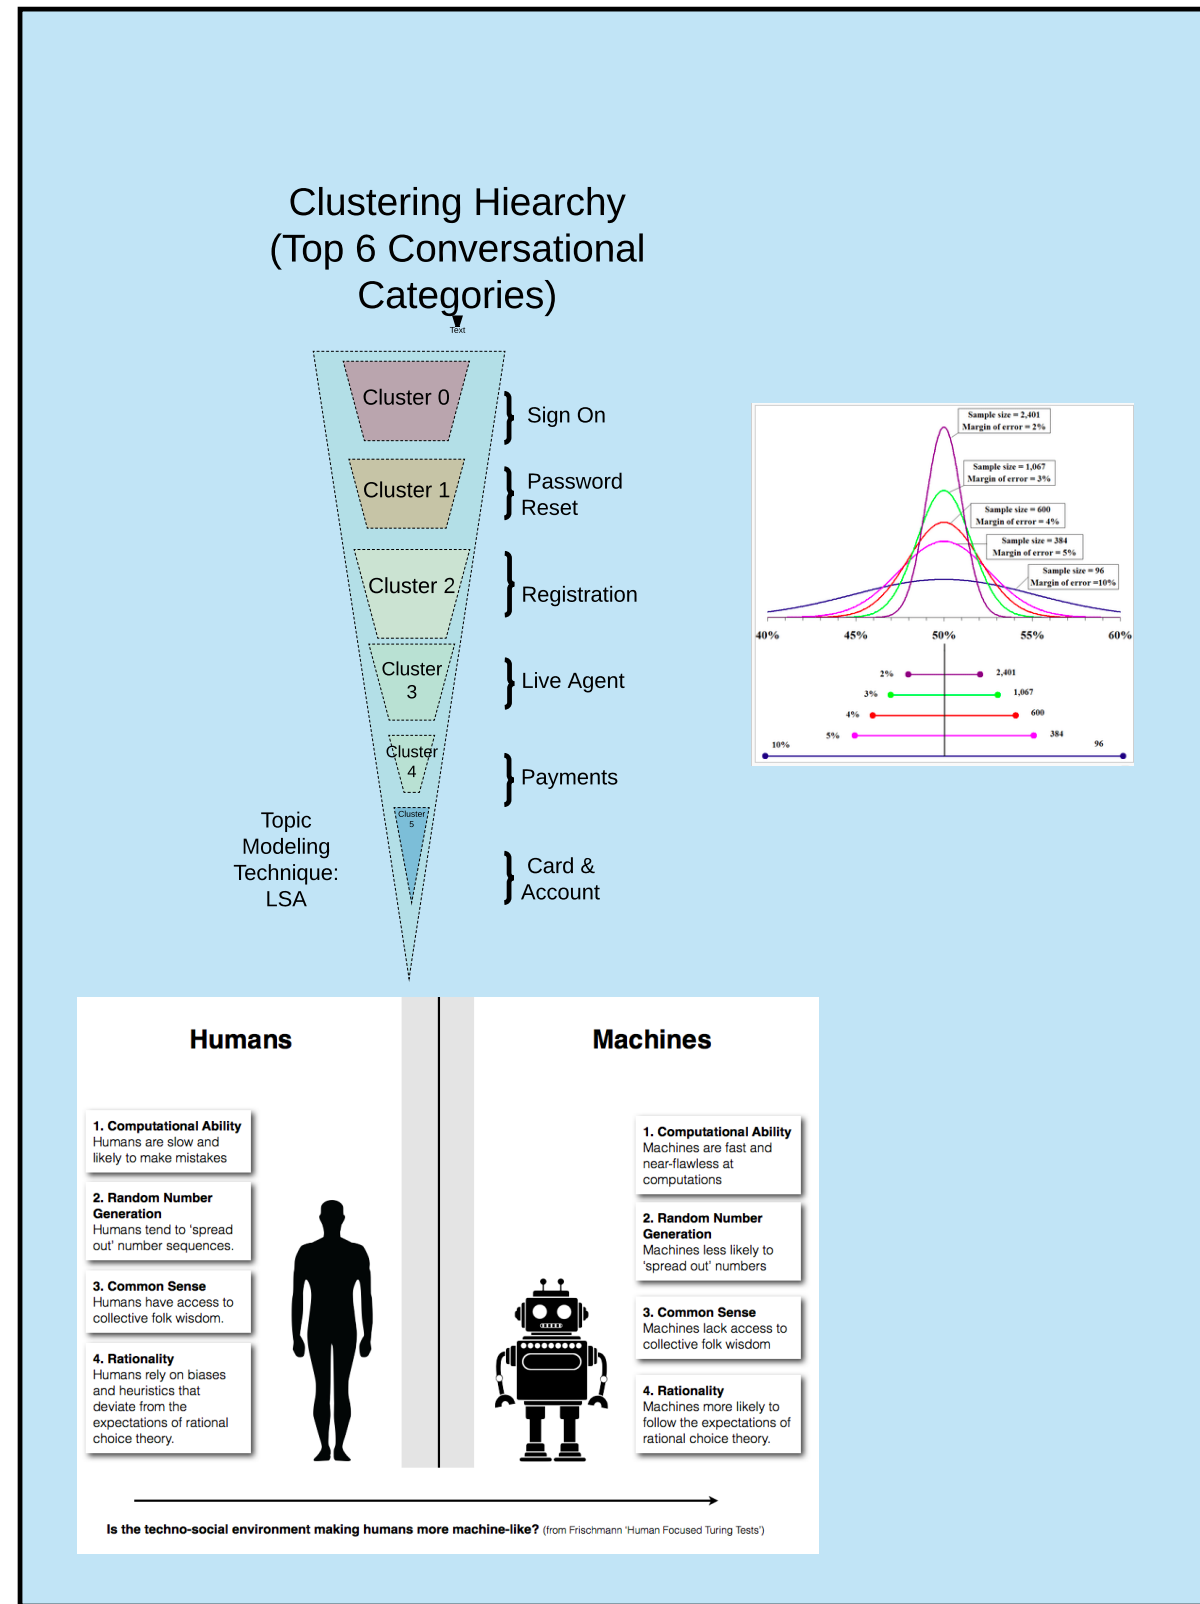 Clustering Hiearchy
(Top 6 Conversational
Categories)
Text
Cluster 0
Sign On
Cluster 1
Password
Reset
Cluster 2
Registration
Cluster
3
Live Agent
Cluster
4
Payments
Cluster
5
Card &
Account
Topic
Modeling
Technique:
LSA
Sample size = 2,401
Margin of error = 2%
Sample size = 1,067
Margin of error = 3%
Sample size = 600
Margin of error = 4%
Sample size = 384
Margin of error = 5%
Sample size = 96
Margin of error =10%
40% 45% 50% 55% 60%
2% 2,401
3% 1,067
4% 600
5% 384
10% 96
Humans
1. Computational Ability
Humans are slow and
likely to make mistakes
2. Random Number
Generation
Humans tend to ‘spread
out’ number sequences.
3. Common Sense
Humans have access to
collective folk wisdom.
4. Rationality
Humans rely on biases
and heuristics that
deviate from the
expectations of rational
choice theory.
Machines
1. Computational Ability
Machines are fast and
near-flawless at
computations
2. Random Number
Generation
Machines less likely to
‘spread out’ numbers
3. Common Sense
Machines lack access to
collective folk wisdom
4. Rationality
Machines more likely to
follow the expectations of
rational choice theory.
Is the techno-social environment making humans more machine-like? (from Frischmann ‘Human Focused Turing Tests’)